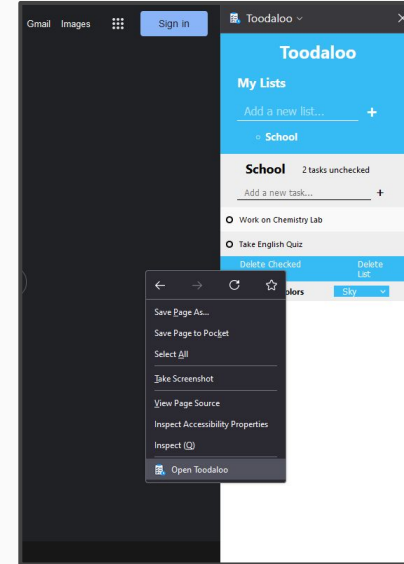 Gmail Images Sign in
Toodaloo
Toodaloo
My Lists
Add a new list... +
School
School 2 tasks unchecked
Add a new task... +
Work on Chemistry Lab
Take English Quiz
Delete Checked Delete
List
olors Sky
Save Page As...
Save Page to Pocket
Select All
Take Screenshot
View Page Source
Inspect Accessibility Properties
Inspect (Q)
Open Toodaloo